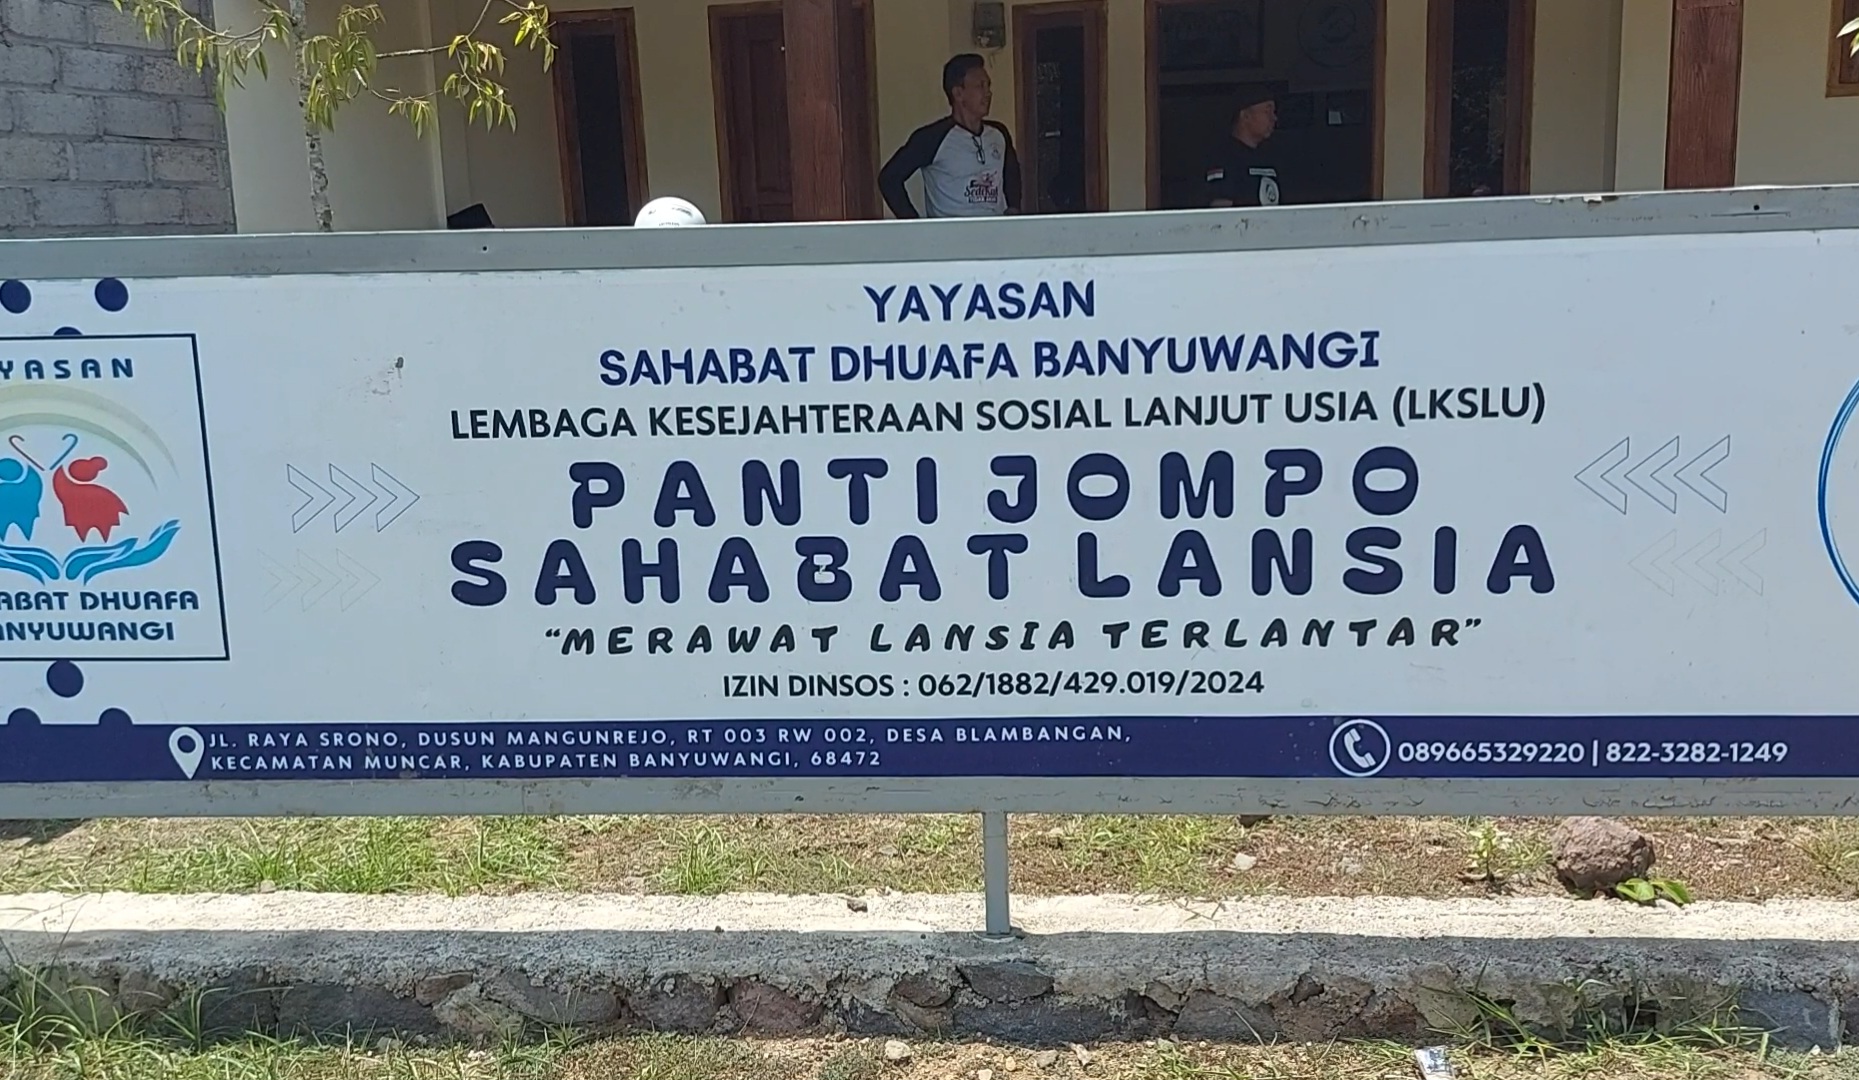 YAYASAN
SAHABAT DHUAFA BANYUWANGI
LEMBAGA KESEJAHTERAAN SOSIAL LANJUT USIA (LKSLU)
PANTI JOMPO
SAHABAT LANSIA
“MERAWAT LANSIA TERLANTAR”
IZIN DINSOS : 062/1882/429.019/2024
YASAN
ABAT DHUAFA
ANYUWANGI
JL. RAYA SRONO, DUSUN MANGUNREJO, RT 003 RW 002, DESA BLAMBANGAN,
KECAMATAN MUNCAR, KABUPATEN BANYUWANGI, 68472
089665329220 | 822-3282-1249